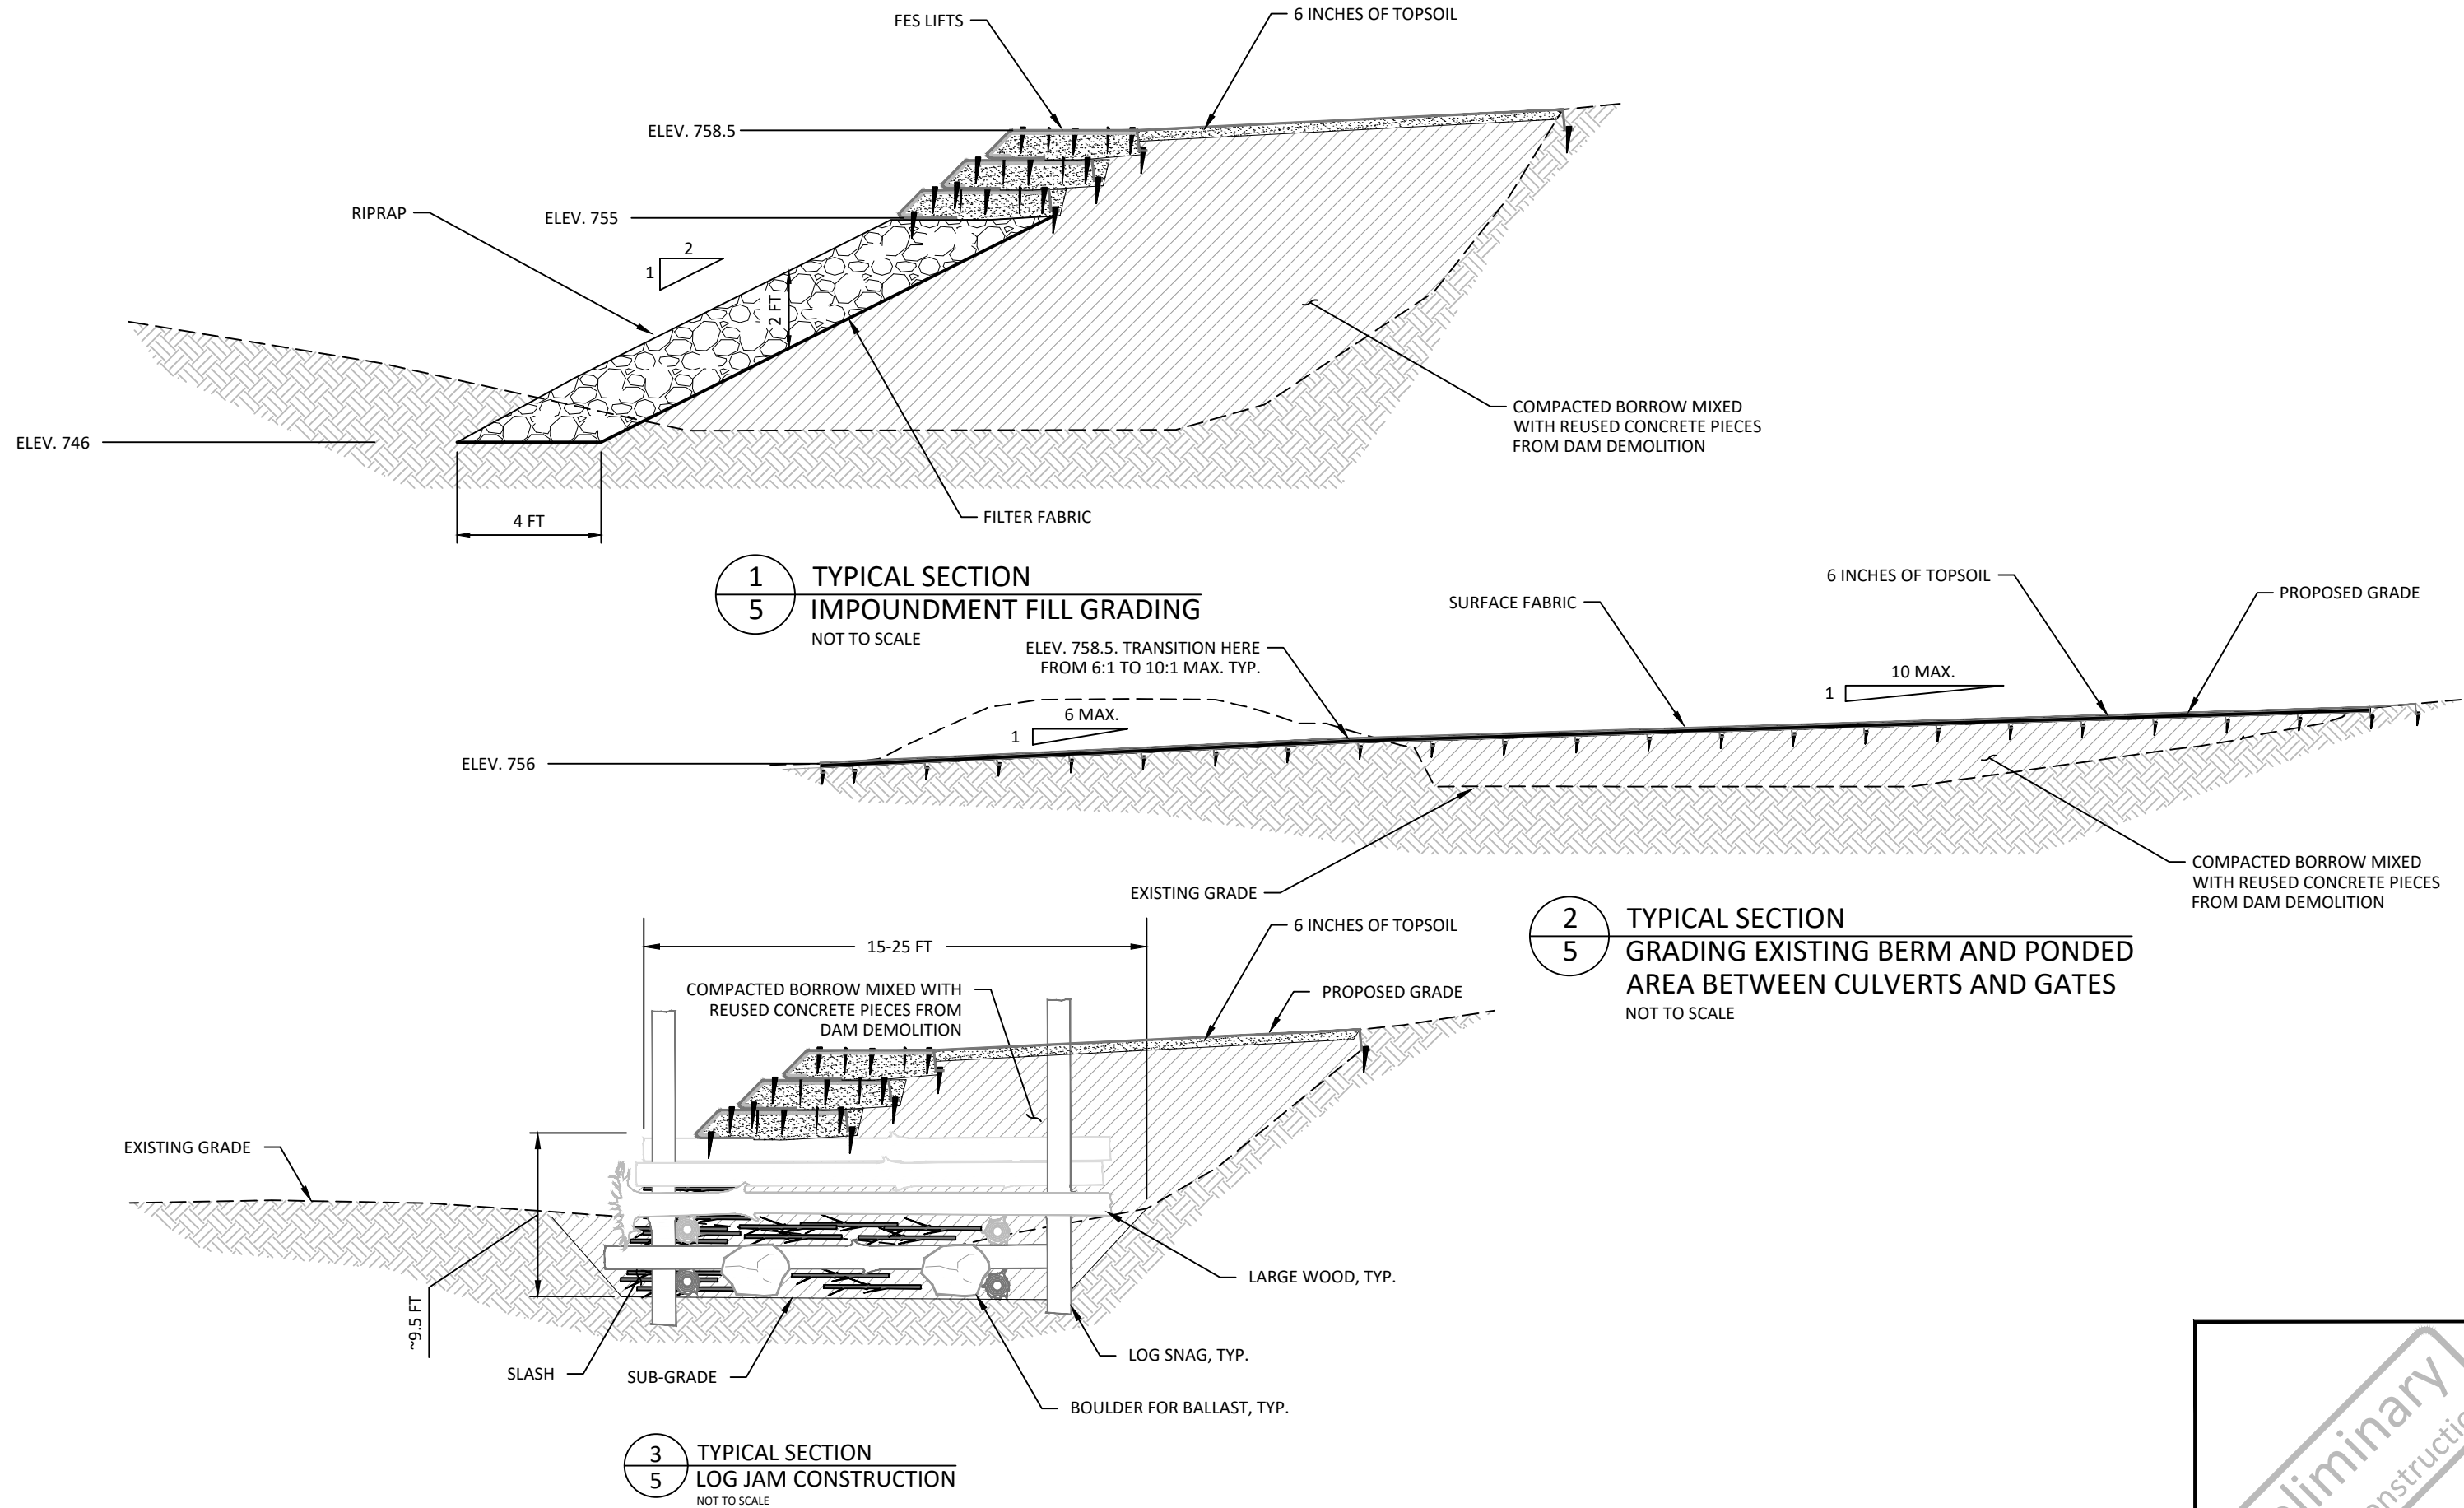 FES LIFTS
6 INCHES OF TOPSOIL
ELEV. 758.5
RIPRAP
ELEV. 755
2
1
2 FT
ELEV. 746
COMPACTED BORROW MIXED
WITH REUSED CONCRETE PIECES
FROM DAM DEMOLITION
FILTER FABRIC
4 FT
1
5
TYPICAL SECTION
IMPOUNDMENT FILL GRADING
NOT TO SCALE
6 INCHES OF TOPSOIL
PROPOSED GRADE
SURFACE FABRIC
ELEV. 758.5. TRANSITION HERE
FROM 6:1 TO 10:1 MAX. TYP.
10 MAX.
1
6 MAX.
1
ELEV. 756
EXISTING GRADE
COMPACTED BORROW MIXED
WITH REUSED CONCRETE PIECES
FROM DAM DEMOLITION
2
5
TYPICAL SECTION
GRADING EXISTING BERM AND PONDED
AREA BETWEEN CULVERTS AND GATES
NOT TO SCALE
15-25 FT
6 INCHES OF TOPSOIL
COMPACTED BORROW MIXED WITH
REUSED CONCRETE PIECES FROM
DAM DEMOLITION
PROPOSED GRADE
EXISTING GRADE
~9.5 FT
LARGE WOOD, TYP.
LOG SNAG, TYP.
SLASH
SUB-GRADE
BOULDER FOR BALLAST, TYP.
3
5
TYPICAL SECTION
LOG JAM CONSTRUCTION
NOT TO SCALE